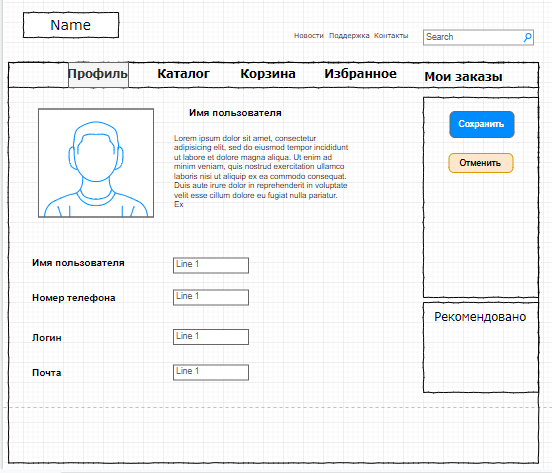 Name
Новости Поддержка Контакты
Search
Профиль Каталог Корзина Избранное Мои заказы
Имя пользователя
Lorem ipsum dolor sit amet, consectetur
adipisicing elit, sed do eiusmod tempor incididunt
ut labore et dolore magna aliqua. Ut enim ad
minim veniam, quis nostrud exercitation ullamco
laboris nisi ut aliquip ex ea commodo consequat.
Duis aute irure dolor in reprehenderit in voluptate
velit esse cillum dolore eu fugiat nulla pariatur.
Ex
Сохранить
Отменить
Имя пользователя Line 1
Номер телефона Line 1
Рекомендовано
Логин Line 1
Почта Line 1